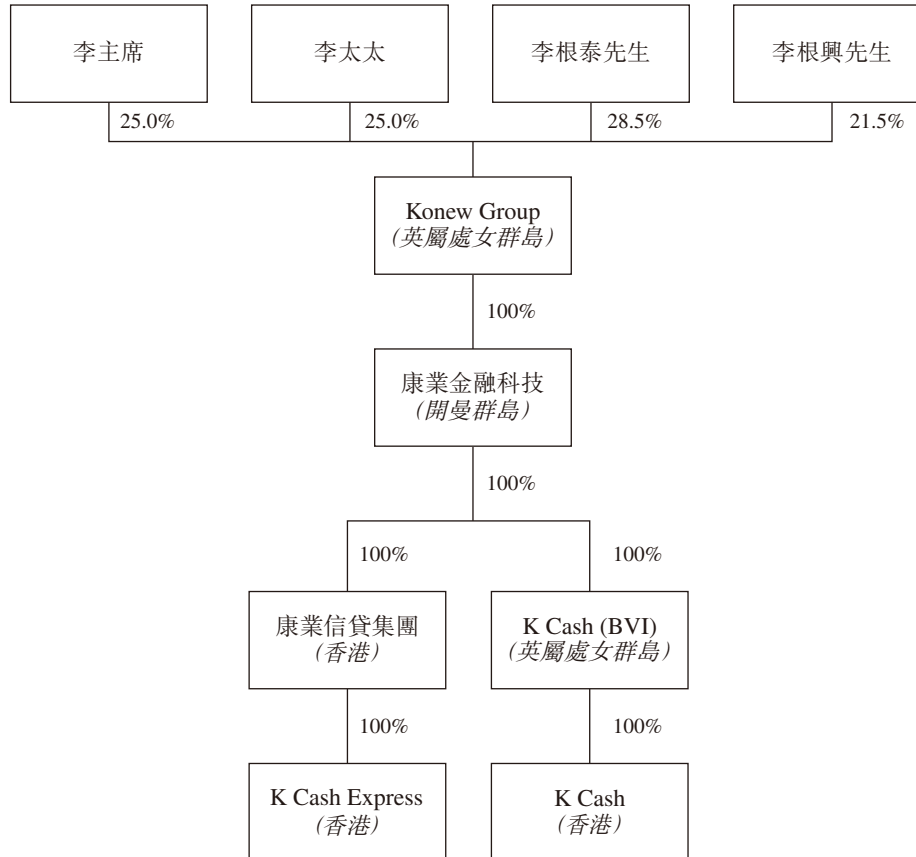 李主席
李太太
李根泰先生
李根興先生
25.0%
25.0%
28.5%
21.5%
Konew Group
(英屬處女群島)
100%
康業金融科技
(開曼群島)
100%
100%
100%
康業信貸集團
(香港)
K Cash (BVI)
(英屬處女群島)
100%
100%
K Cash Express
(香港)
K Cash
(香港)